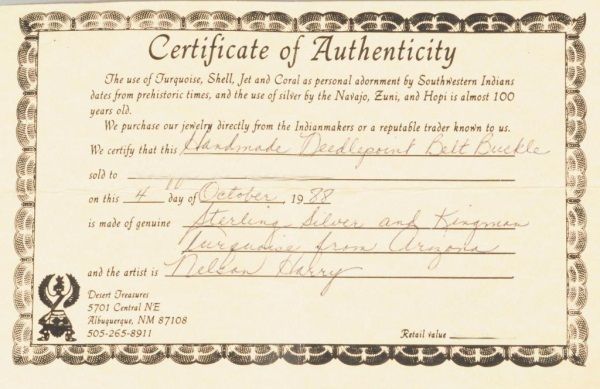 Certificate of Authenticity
The use of Turquoise, Shell, Jet and Coral as personal adornment by Southwestern Indians
dates from prehistoric times, and the use of silver by the Navajo, Zuni, and Hopi is almost 100
years old.
We purchase our jewelry directly from the Indianmakers or a reputable trader known to us.
We certify that this Handmade Needlepoint Belt Buckle
sold to
on this 4 day of October, 1988
is made of genuine Sterling Silver and Kingman
Turquoise from Arizona
and the artist is Nelson Harry
Desert Treasures
5701 Central NE
Albuquerque, NM 87108
505-265-8911
Retail value